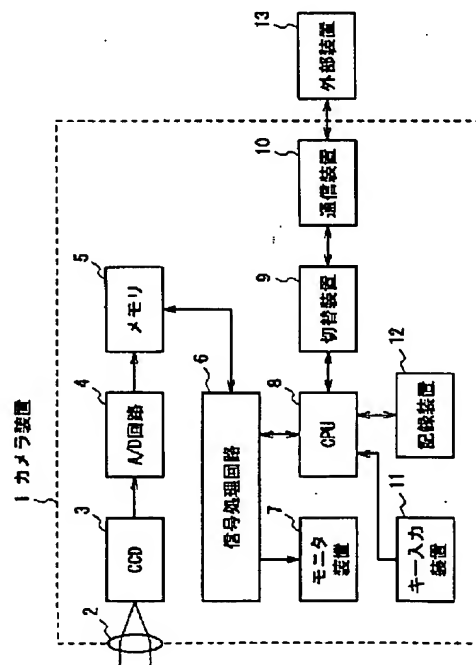 1 カメラ装置
2
3
CCD
4
A/D回路
5
メモリ
6
信号処理回路
7
モニタ
装置
8
CPU
9
切替装置
10
通信装置
13
外部装置
11
キー入力
装置
12
記録装置